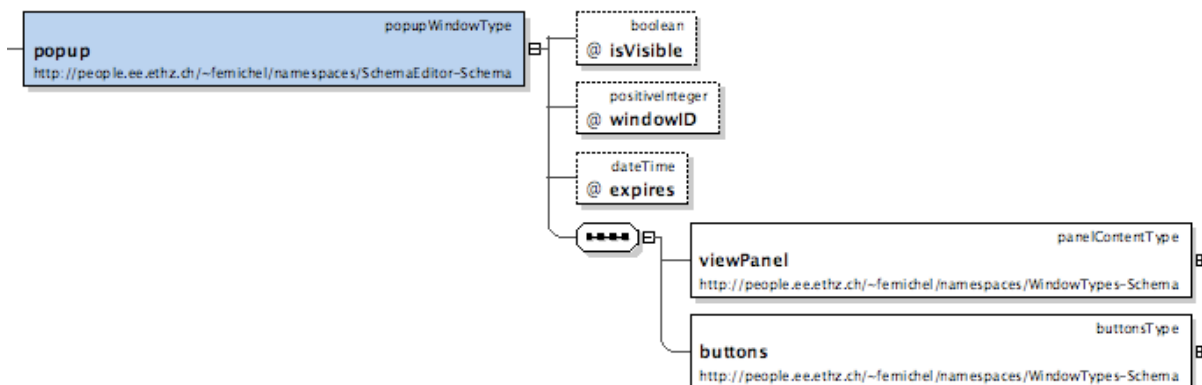 popupWindowType
popup
http://people.ee.ethz.ch/~femichel/namespaces/SchemaEditor-Schema
boolean
@ isVisible
positiveInteger
@ windowID
dateTime
@ expires
panelContentType
viewPanel
http://people.ee.ethz.ch/~femichel/namespaces/WindowTypes-Schema
buttonsType
buttons
http://people.ee.ethz.ch/~femichel/namespaces/WindowTypes-Schema